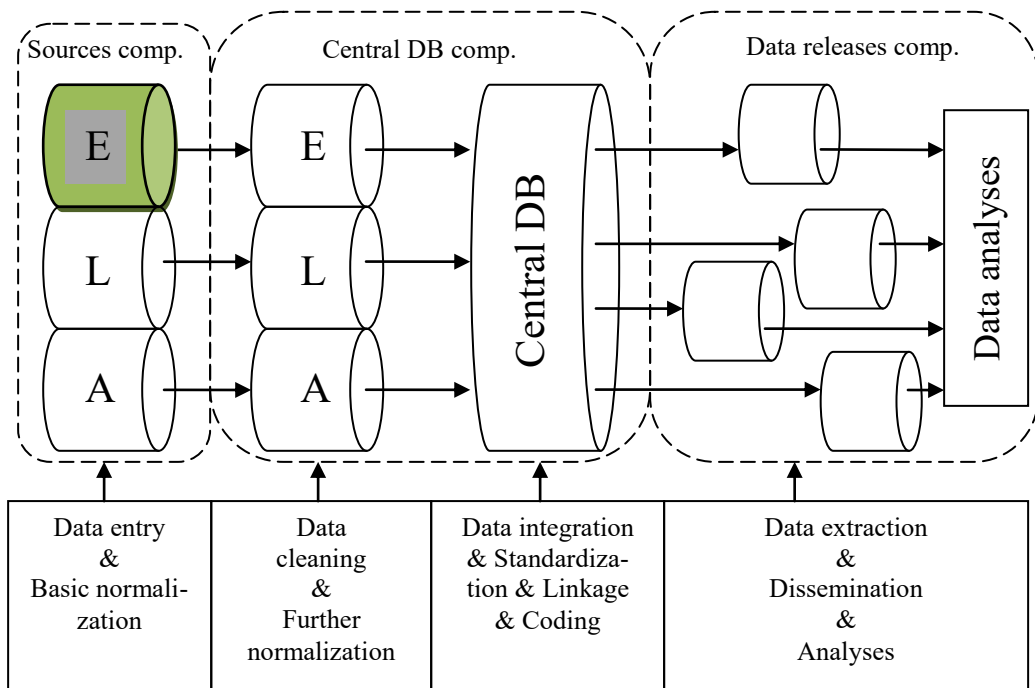 Sources comp.
Central DB comp.
Data releases comp.
E
L
A
E
L
A
Central DB
Data analyses
Data entry
&
Basic normali-
zation
Data
cleaning
&
Further
normalization
Data integration
& Standardiza-
tion & Linkage
& Coding
Data extraction
&
Dissemination
&
Analyses